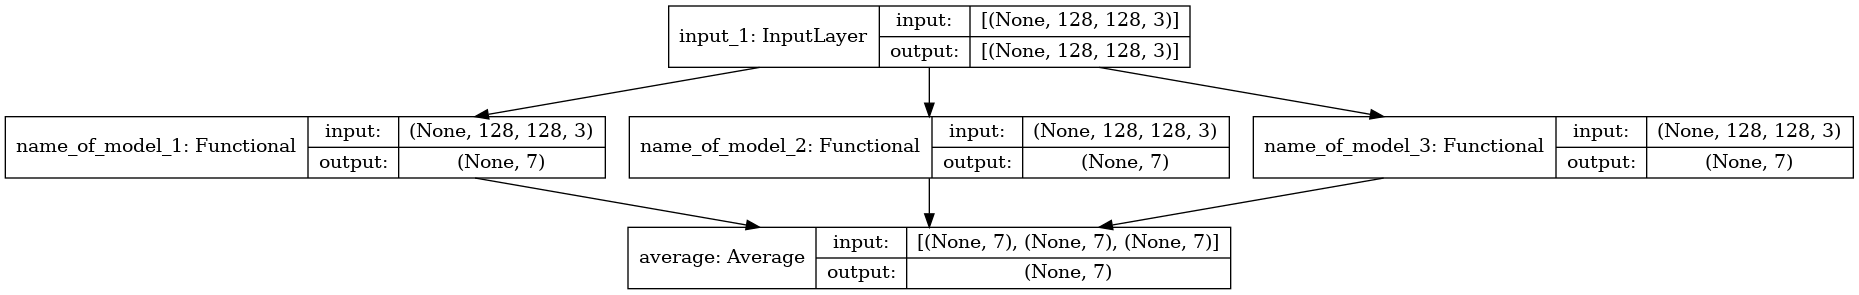 input_1: InputLayer
input:
[(None, 128, 128, 3)]
output:
[(None, 128, 128, 3)]
name_of_model_1: Functional
input:
(None, 128, 128, 3)
output:
(None, 7)
name_of_model_2: Functional
input:
(None, 128, 128, 3)
output:
(None, 7)
name_of_model_3: Functional
input:
(None, 128, 128, 3)
output:
(None, 7)
average: Average
input:
[(None, 7), (None, 7), (None, 7)]
output:
(None, 7)